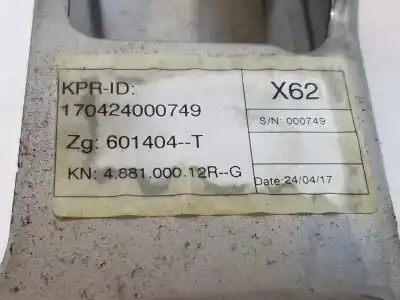 KPR-ID:
170424000749
Zg: 601404--T
KN: 4.881.000.12R--G
X62
S/N: 000749
Date: 24/04/17